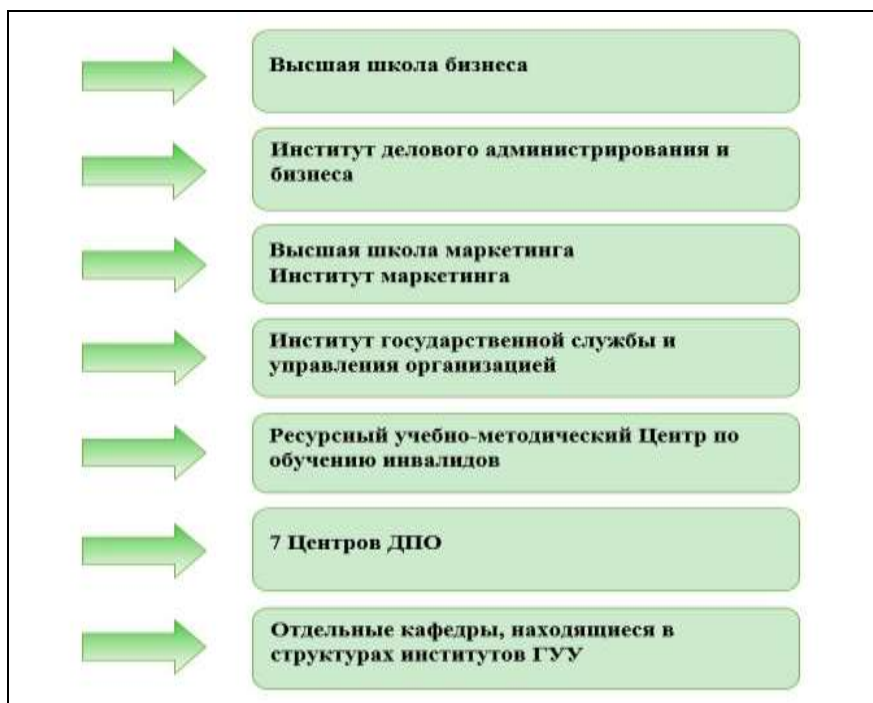 Высшая школа бизнеса
Институт делового администрирования и
бизнеса
Высшая школа маркетинга
Институт маркетинга
Институт государственной службы и
управления организацией
Ресурсный учебно-методический Центр по
обучению инвалидов
7 Центров ДПО
Отдельные кафедры, находящиеся в
структурах институтов ГУУ